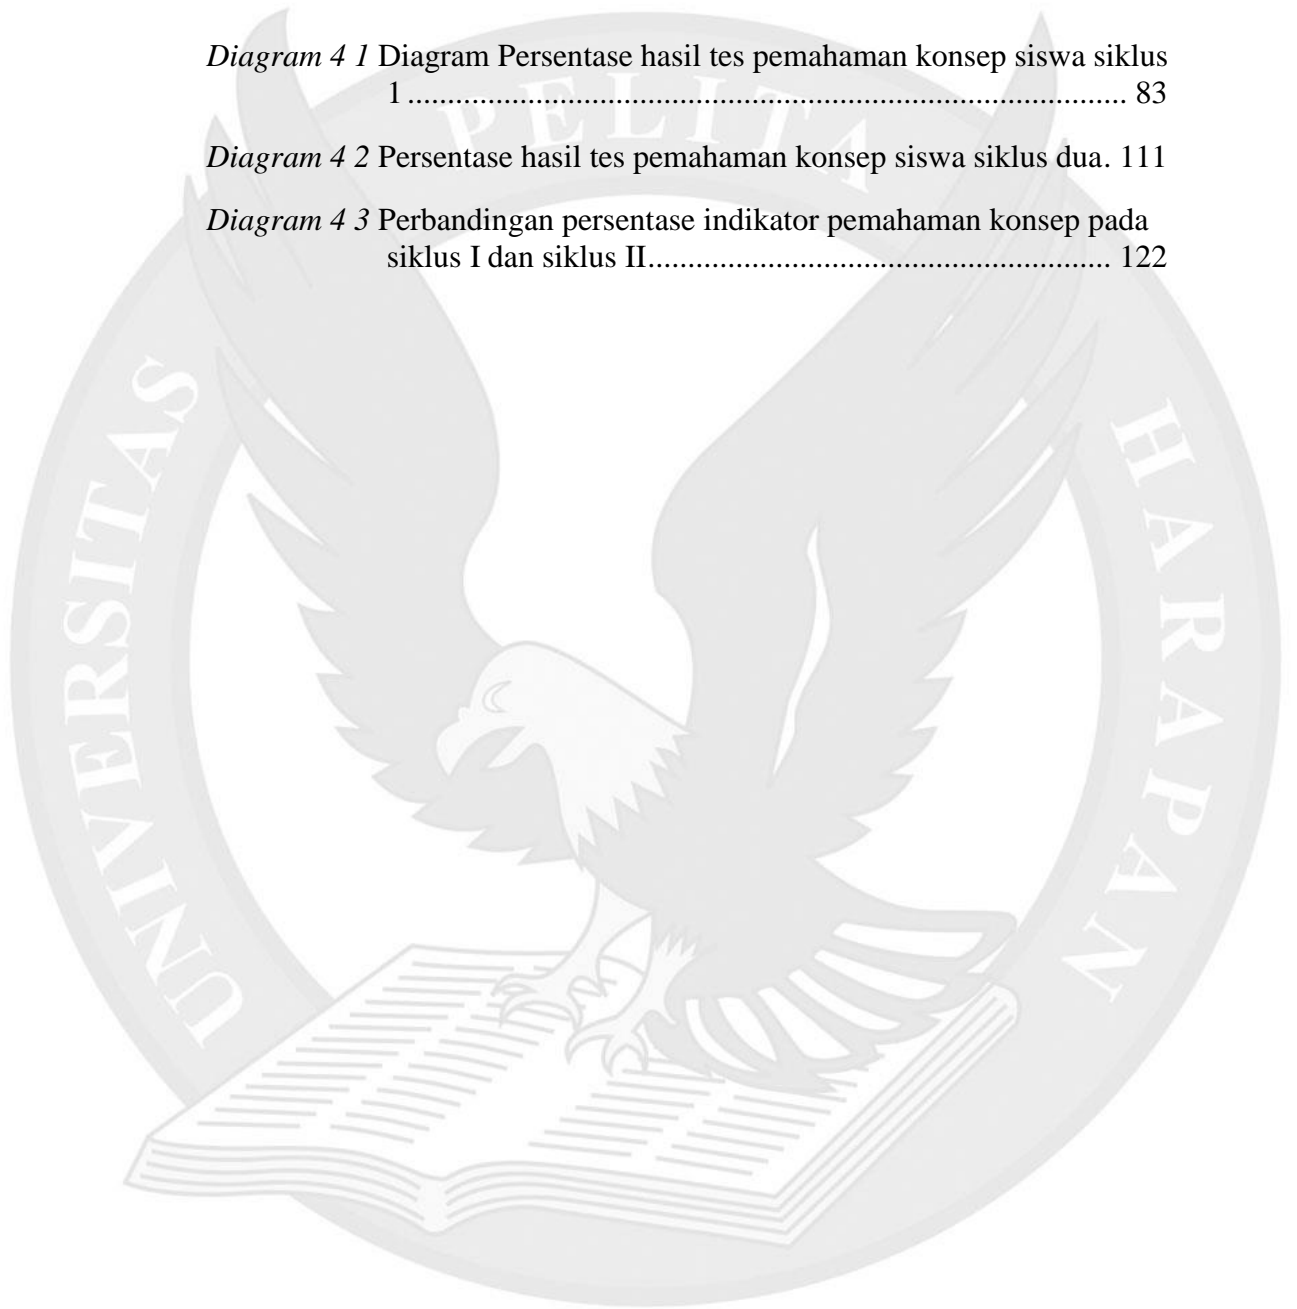 Diagram 4 1 Diagram Persentase hasil tes pemahaman konsep siswa siklus
1.......................................................................................... 83
Diagram 4 2 Persentase hasil tes pemahaman konsep siswa siklus dua. 111
Diagram 4 3 Perbandingan persentase indikator pemahaman konsep pada
siklus I dan siklus II.......................................................... 122
UNIVERSITAS PELITA HARAPAN